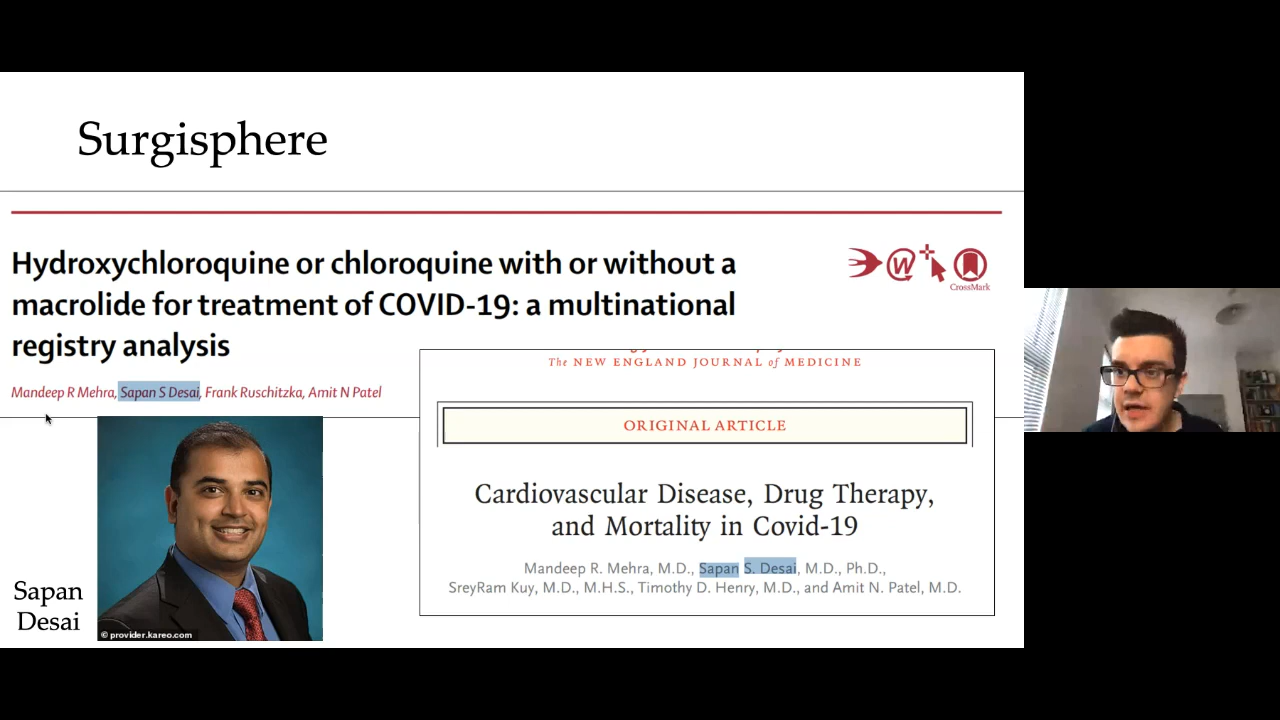 Surgisphere
Hydroxychloroquine or chloroquine with or without a
macrolide for treatment of COVID-19: a multinational
registry analysis
W
CrossMark
Mandeep R Mehra, Sapan S Desai, Frank Ruschitzka, Amit N Patel
The NEW ENGLAND JOURNAL of MEDICINE
ORIGINAL ARTICLE
Cardiovascular Disease, Drug Therapy,
and Mortality in Covid-19
Mandeep R. Mehra, M.D., Sapan S. Desai, M.D., Ph.D.,
SreyRam Kuy, M.D., M.H.S., Timothy D. Henry, M.D., and Amit N. Patel, M.D.
Sapan
Desai
© provider.kareo.com